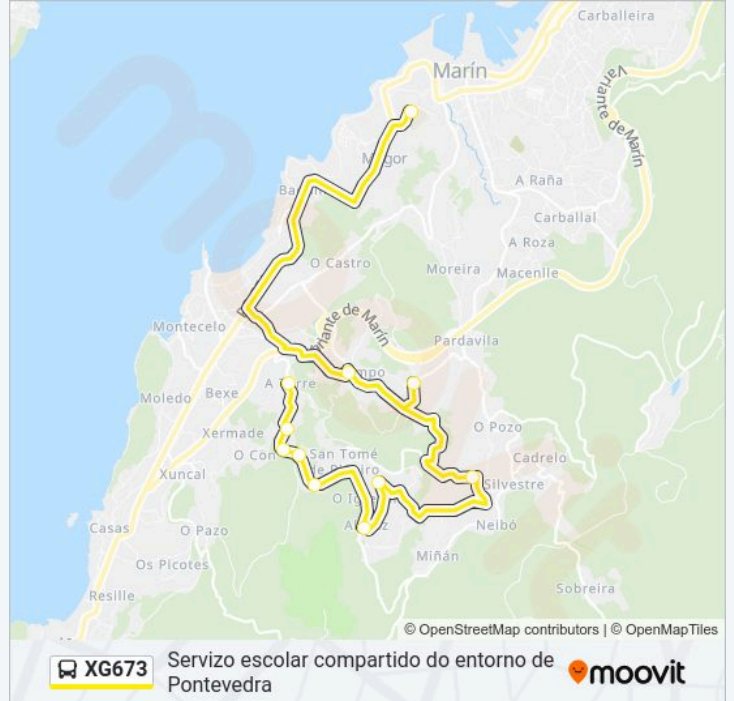 Carballeira
Marín
Variante de Marín
Mogor
A Raña
Carballal
A Roza
O Castro
Moreira
Macenlle
Variante de Marín
Montecelo
Pardavila
A Torre
Moledo
Bexe
Xermade
O Pozo
San Tomé
de Piñeiro
Cadrelo
Xuncal
Silvestre
Casas
O Pazo
Neibó
Miñán
Os Picotes
Sobreira
Resille
© OpenStreetMap contributors | © OpenMapTiles
XG673
Servizo escolar compartido do entorno de
Pontevedra
moovit